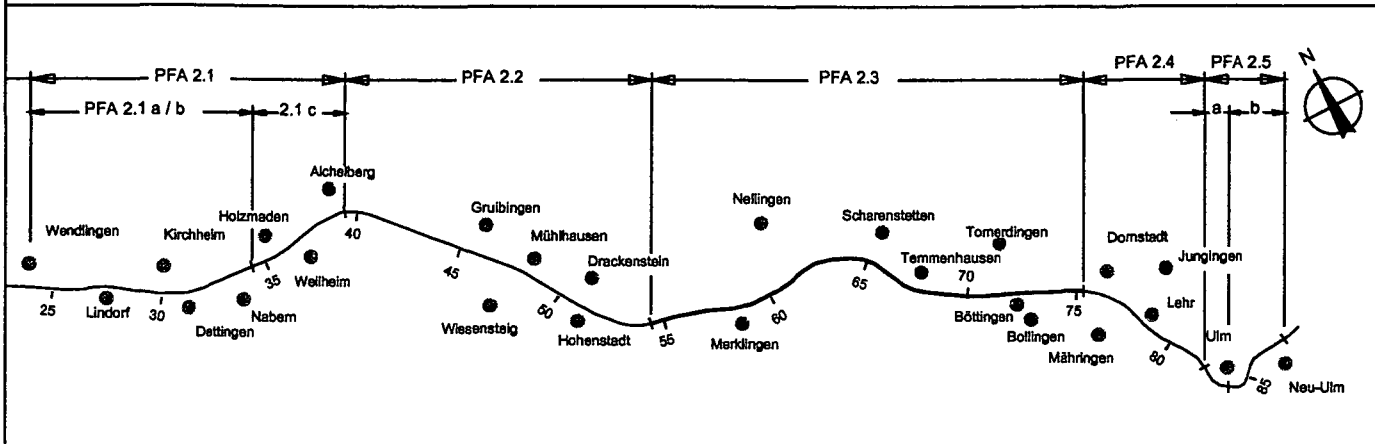 PFA 2.1
PFA 2.2
PFA 2.3
PFA 2.4
PFA 2.5
PFA 2.1 a / b
2.1 c
a
b
N
Aichelberg
Wendlingen
Kirchheim
Holzmaden
Weilheim
Gruibingen
Mühlhausen
Drackenstein
Nellingen
Scharenstetten
Temmenhausen
Tomerdingen
Dornstadt
Jungingen
Lindorf
Dettingen
Nabern
Wiesensteig
Hohenstadt
Merklingen
Böttingen
Bollingen
Mähringen
Lehr
Ulm
Neu-Ulm
25
30
35
40
45
50
55
60
65
70
75
80
85